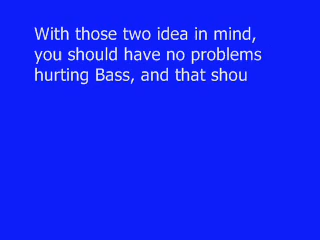 With those two idea in mind,
you should have no problems
hurting Bass, and that shou